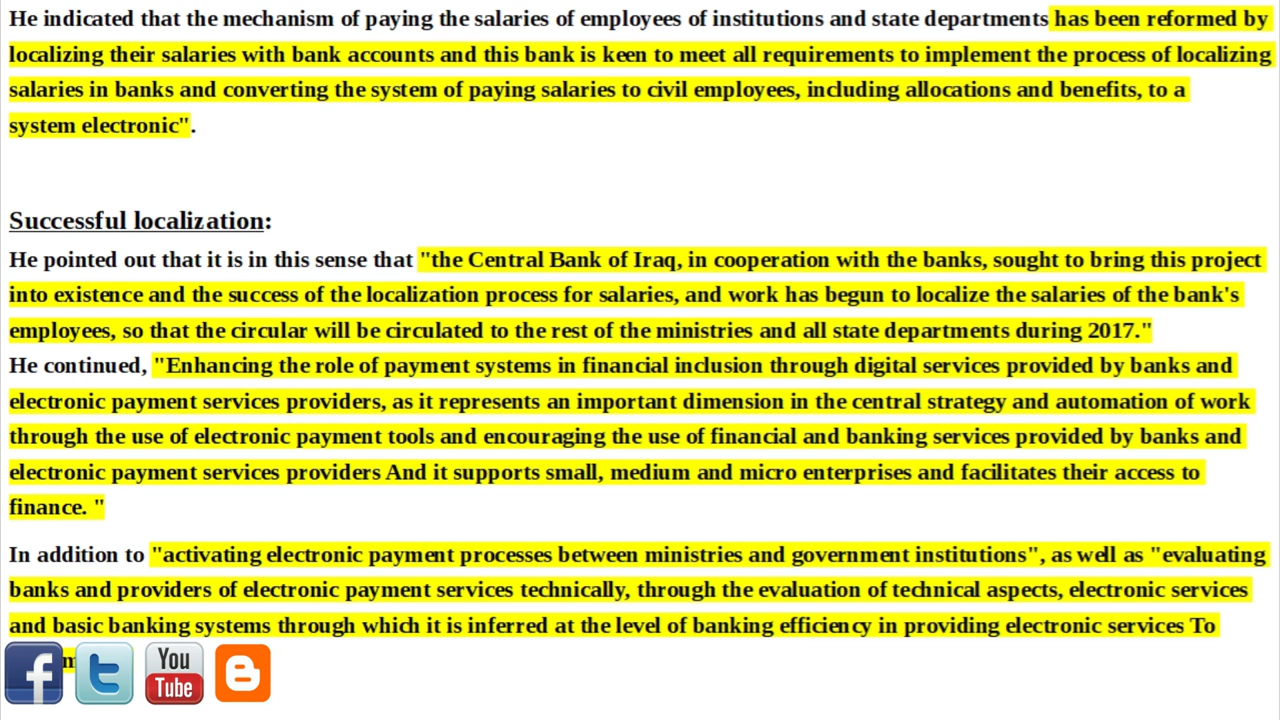 He indicated that the mechanism of paying the salaries of employees of institutions and state departments has been reformed by
localizing their salaries with bank accounts and this bank is keen to meet all requirements to implement the process of localizing
salaries in banks and converting the system of paying salaries to civil employees, including allocations and benefits, to a
system electronic".
Successful localization:
He pointed out that it is in this sense that "the Central Bank of Iraq, in cooperation with the banks, sought to bring this project
into existence and the success of the localization process for salaries, and work has begun to localize the salaries of the bank's
employees, so that the circular will be circulated to the rest of the ministries and all state departments during 2017."
He continued, "Enhancing the role of payment systems in financial inclusion through digital services provided by banks and
electronic payment services providers, as it represents an important dimension in the central strategy and automation of work
through the use of electronic payment tools and encouraging the use of financial and banking services provided by banks and
electronic payment services providers And it supports small, medium and micro enterprises and facilitates their access to
finance. "
In addition to "activating electronic payment processes between ministries and government institutions", as well as "evaluating
banks and providers of electronic payment services technically, through the evaluation of technical aspects, electronic services
and basic banking systems through which it is inferred at the level of banking efficiency in providing electronic services To
You
Tube